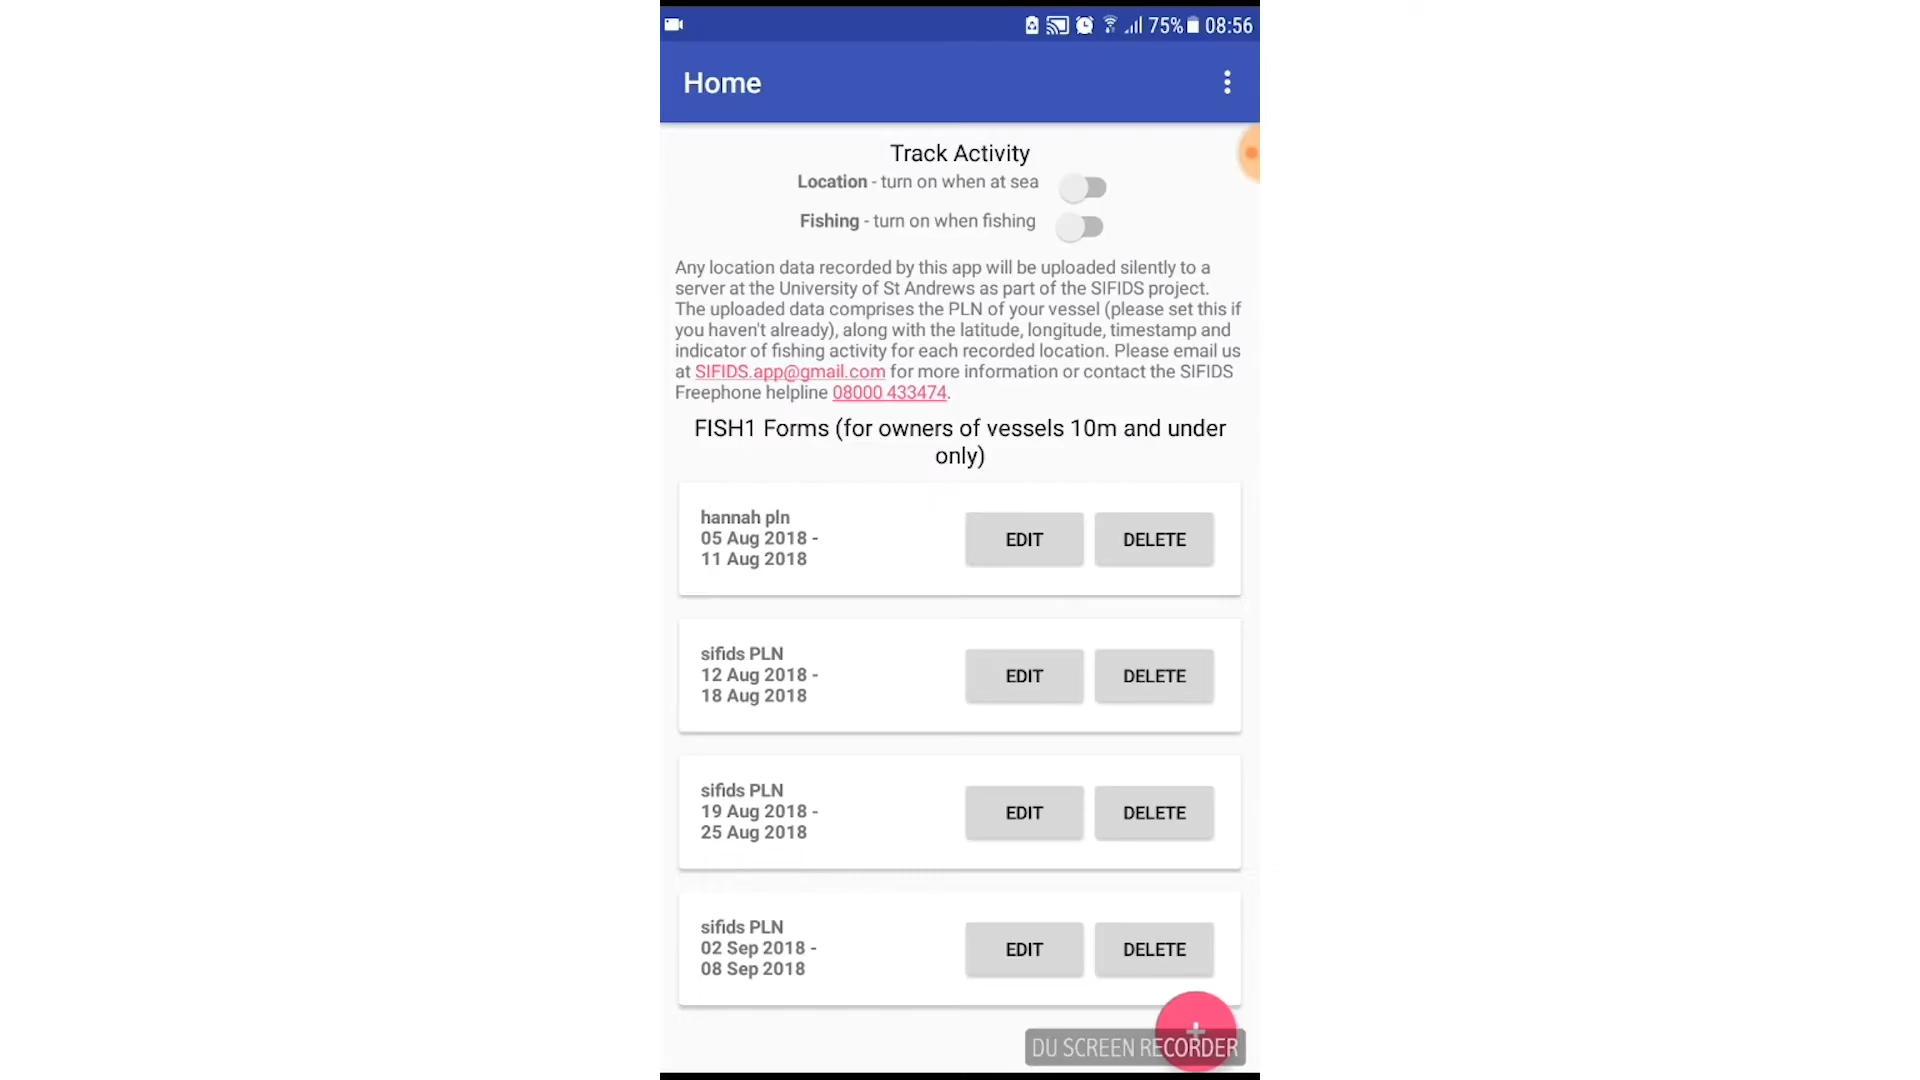 75% 08:56
Home
Track Activity
Location - turn on when at sea
Fishing - turn on when fishing
Any location data recorded by this app will be uploaded silently to a
server at the University of St Andrews as part of the SIFIDS project.
The uploaded data comprises the PLN of your vessel (please set this if
you haven't already), along with the latitude, longitude, timestamp and
indicator of fishing activity for each recorded location. Please email us
at SIFIDS.app@gmail.com for more information or contact the SIFIDS
Freephone helpline 08000 433474.
FISH1 Forms (for owners of vessels 10m and under
only)
hannah pln
05 Aug 2018 -
11 Aug 2018
EDIT DELETE
sifids PLN
12 Aug 2018 -
18 Aug 2018
EDIT DELETE
sifids PLN
19 Aug 2018 -
25 Aug 2018
EDIT DELETE
sifids PLN
02 Sep 2018 -
08 Sep 2018
EDIT DELETE
+
DU SCREEN RECORDER